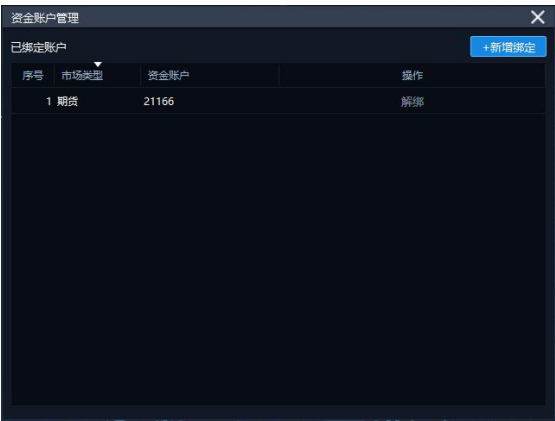 资金账户管理
已绑定账户 +新增绑定
序号 市场类型 资金账户 操作
1 期货 21166 解绑